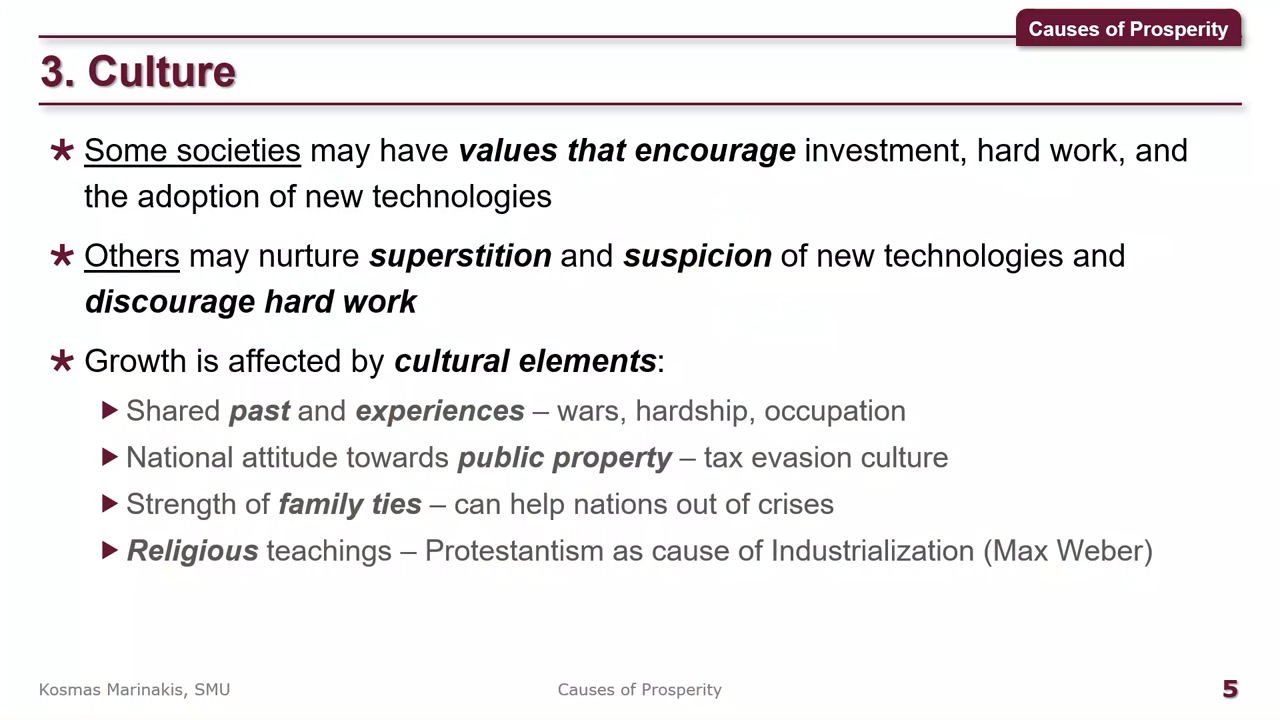 Causes of Prosperity
3. Culture
Some societies may have values that encourage investment, hard work, and
the adoption of new technologies
Others may nurture superstition and suspicion of new technologies and
discourage hard work
Growth is affected by cultural elements:
Shared past and experiences – wars, hardship, occupation
National attitude towards public property – tax evasion culture
Strength of family ties – can help nations out of crises
Religious teachings – Protestantism as cause of Industrialization (Max Weber)
Kosmas Marinakis, SMU
Causes of Prosperity
5